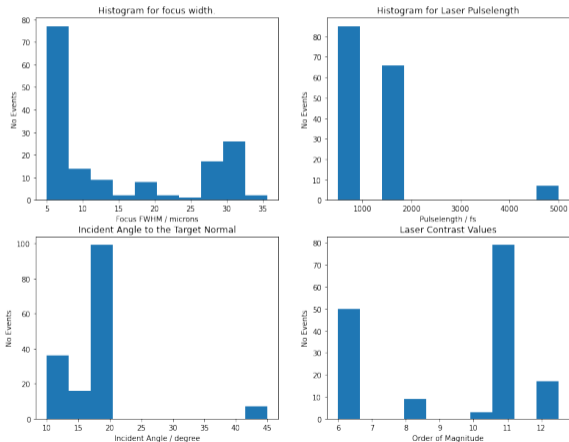 Histogram for focus width
80
70
60
50
40
30
20
10
0
No Events
5 10 15 20 25 30 35
Focus FWHM / microns
Histogram for Laser Pulselength
80
70
60
50
40
30
20
10
0
No Events
1000 2000 3000 4000 5000
Pulselength / fs
Incident Angle to the Target Normal
100
80
60
40
20
0
No Events
10 15 20 25 30 35 40 45
Incident Angle / degree
Laser Contrast Values
80
70
60
50
40
30
20
10
0
No Events
6 7 8 9 10 11 12
Order of Magnitude